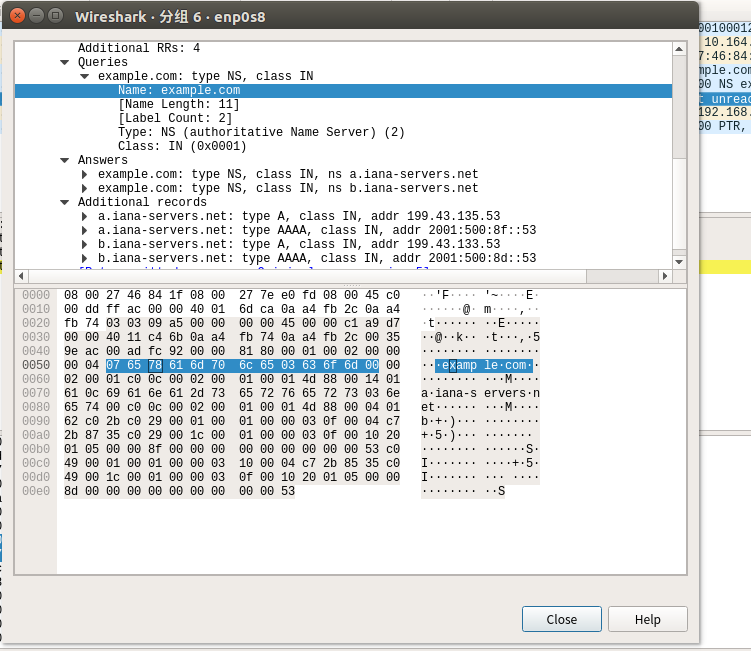 Wireshark · 分组 6 · enp0s8
00100012
10.164.
7:46:84:
mple.com
00 NS ex
t unreac
192.168.
00 PTR,
Additional RRs: 4
Queries
example.com: type NS, class IN
Name: example.com
[Name Length: 11]
[Label Count: 2]
Type: NS (authoritative Name Server) (2)
Class: IN (0x0001)
Answers
example.com: type NS, class IN, ns a.iana-servers.net
example.com: type NS, class IN, ns b.iana-servers.net
Additional records
a.iana-servers.net: type A, class IN, addr 199.43.135.53
a.iana-servers.net: type AAAA, class IN, addr 2001:500:8f::53
b.iana-servers.net: type A, class IN, addr 199.43.133.53
b.iana-servers.net: type AAAA, class IN, addr 2001:500:8d::53
0000 08 00 27 46 84 1f 08 00 27 7e e0 fd 08 00 45 c0 ··'F···· '~····E·
0010 00 dd ff ac 00 00 40 01 6d ca 0a a4 fb 2c 0a a4 ······@· m····,··
0020 fb 74 03 03 09 a5 00 00 00 00 45 00 00 c1 a9 d7 ·t······ ··E·····
0030 00 00 40 11 c4 6b 0a a4 fb 74 0a a4 fb 2c 00 35 ··@··k·· ·t···,·5
0040 9e ac 00 ad fc 92 00 00 81 80 00 01 00 02 00 00 ········ ········
0050 00 04 07 65 78 61 6d 70 6c 65 03 63 6f 6d 00 00 ···examp le·com··
0060 02 00 01 c0 0c 00 02 00 01 00 01 4d 88 00 14 01 ········ ···M····
0070 61 0c 69 61 6e 61 2d 73 65 72 76 65 72 73 03 6e a·iana-s ervers·n
0080 65 74 00 c0 0c 00 02 00 01 00 01 4d 88 00 04 01 et······ ···M····
0090 62 c0 2b c0 29 00 01 00 01 00 00 03 0f 00 04 c7 b·+·)··· ········
00a0 2b 87 35 c0 29 00 1c 00 01 00 00 03 0f 00 10 20 +·5·)··· ·······
00b0 01 05 00 00 8f 00 00 00 00 00 00 00 00 53 c0 ········ ······S·
00c0 49 00 01 00 01 00 00 03 10 00 04 c7 2b 85 35 c0 I······· ····+·5·
00d0 49 00 1c 00 01 00 00 03 0f 00 10 20 01 05 00 00 I······· ··· ····
00e0 8d 00 00 00 00 00 00 00 00 00 53 ········ ··S
Close
Help